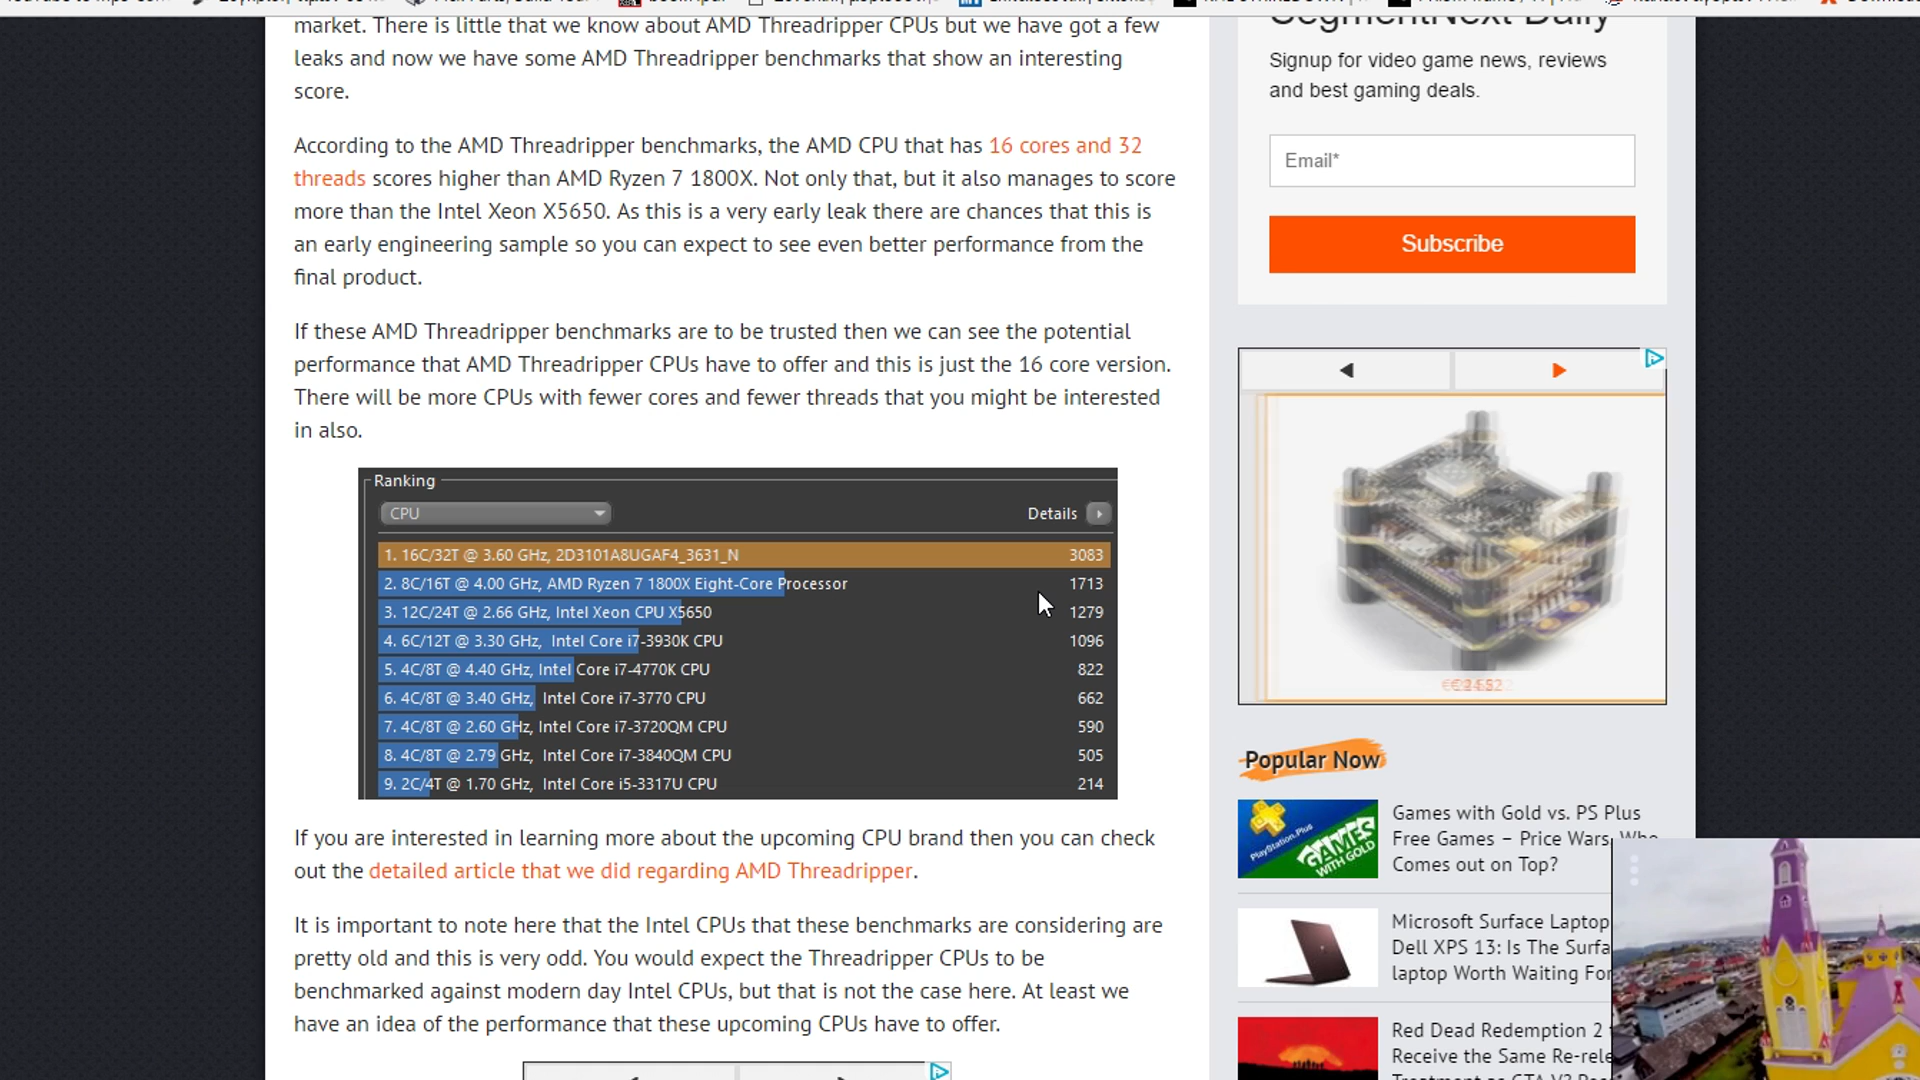 market. There is little that we know about AMD Threadripper CPUs but we have got a few
leaks and now we have some AMD Threadripper benchmarks that show an interesting
score.
According to the AMD Threadripper benchmarks, the AMD CPU that has 16 cores and 32
threads scores higher than AMD Ryzen 7 1800X. Not only that, but it also manages to score
more than the Intel Xeon X5650. As this is a very early leak there are chances that this is
an early engineering sample so you can expect to see even better performance from the
final product.
If these AMD Threadripper benchmarks are to be trusted then we can see the potential
performance that AMD Threadripper CPUs have to offer and this is just the 16 core version.
There will be more CPUs with fewer cores and fewer threads that you might be interested
in also.
Ranking
CPU
Details
1. 16C/32T @ 3.60 GHz, 2D3101A8UGAF4_3631_N 3083
2. 8C/16T @ 4.00 GHz, AMD Ryzen 7 1800X Eight-Core Processor 1713
3. 12C/24T @ 2.66 GHz, Intel Xeon CPU X5650 1279
4. 6C/12T @ 3.30 GHz, Intel Core i7-3930K CPU 1096
5. 4C/8T @ 4.40 GHz, Intel Core i7-4770K CPU 822
6. 4C/8T @ 3.40 GHz, Intel Core i7-3770 CPU 662
7. 4C/8T @ 2.60 GHz, Intel Core i7-3720QM CPU 590
8. 4C/8T @ 2.79 GHz, Intel Core i7-3840QM CPU 505
9. 2C/4T @ 1.70 GHz, Intel Core i5-3317U CPU 214
If you are interested in learning more about the upcoming CPU brand then you can check
out the detailed article that we did regarding AMD Threadripper.
It is important to note here that the Intel CPUs that these benchmarks are considering are
pretty old and this is very odd. You would expect the Threadripper CPUs to be
benchmarked against modern day Intel CPUs, but that is not the case here. At least we
have an idea of the performance that these upcoming CPUs have to offer.
SegmentNext Daily
Signup for video game news, reviews
and best gaming deals.
Email*
Subscribe
Popular Now
PlayStation.Plus
GAMES
WITH GOLD
Games with Gold vs. PS Plus
Free Games – Price Wars, Who
Comes out on Top?
Microsoft Surface Laptop
Dell XPS 13: Is The Surfa
laptop Worth Waiting For
Red Dead Redemption 2
Receive the Same Re-rele